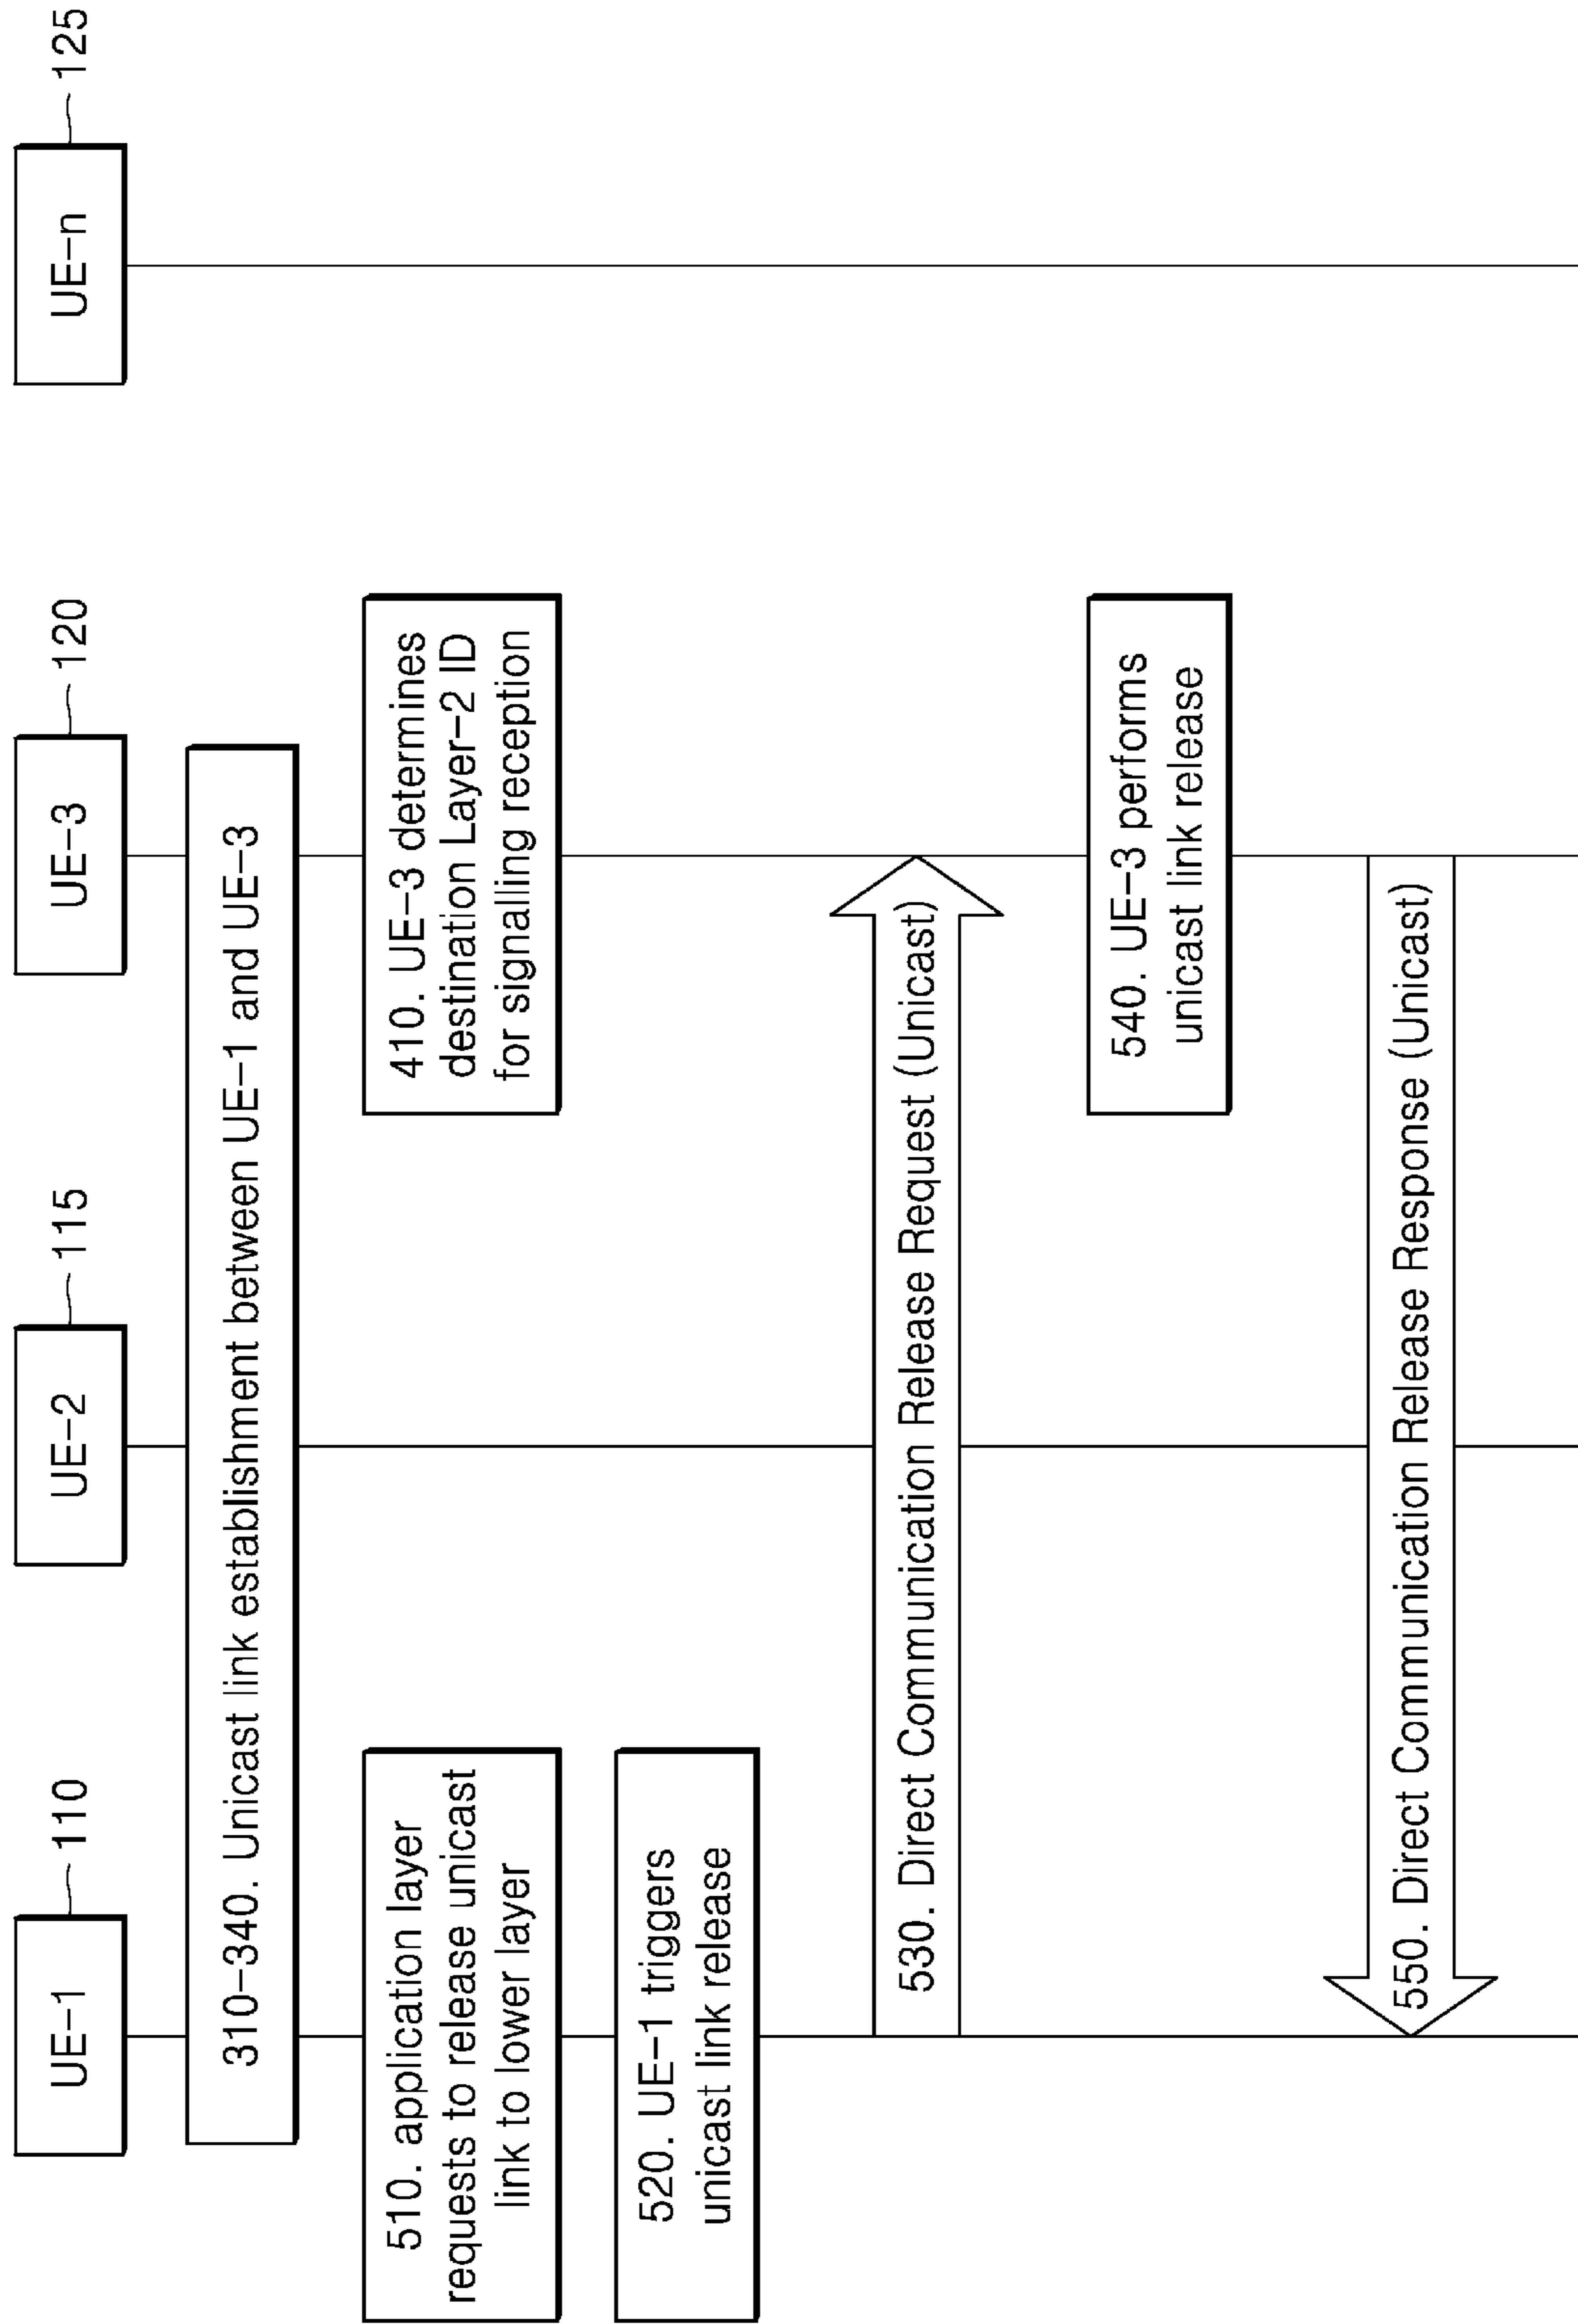 UE-1
110
UE-2
115
UE-3
120
UE-n
125
310-340. Unicast link establishment between UE-1 and UE-3
510. application layer
requests to release unicast
link to lower layer
410. UE-3 determines
destination Layer-2 ID
for signalling reception
520. UE-1 triggers
unicast link release
530. Direct Communication Release Request (Unicast)
540. UE-3 performs
unicast link release
550. Direct Communication Release Response (Unicast)